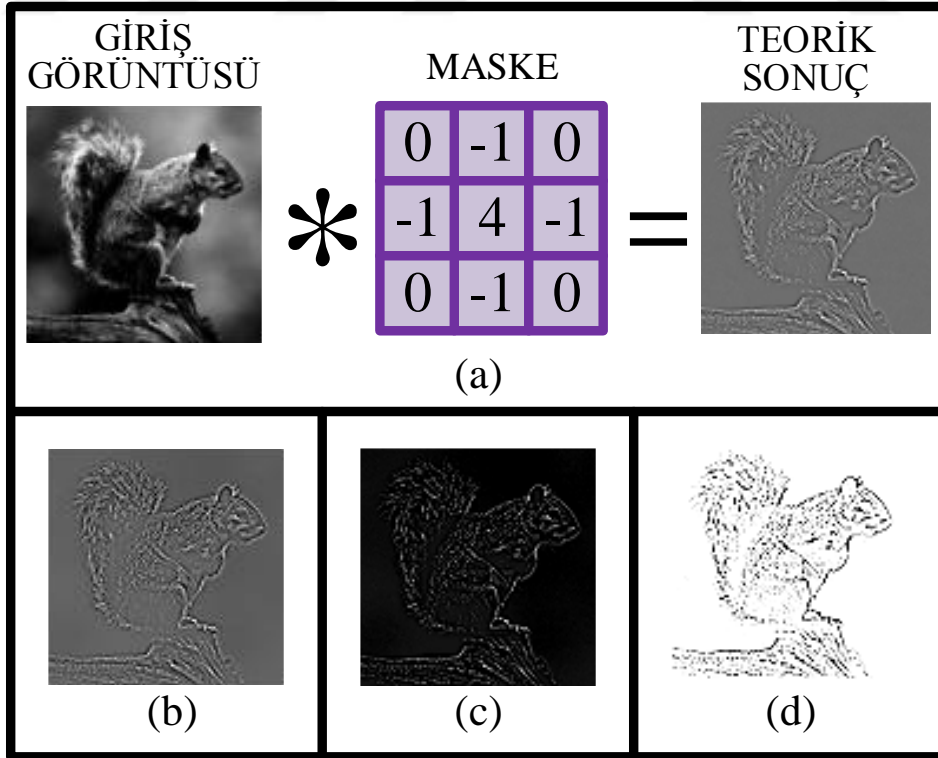 GİRİŞ
GÖRÜNTÜSÜ
MASKE
TEORİK
SONUÇ
0 -1 0
* -1 4 -1 =
0 -1 0
(a)
(b) (c) (d)